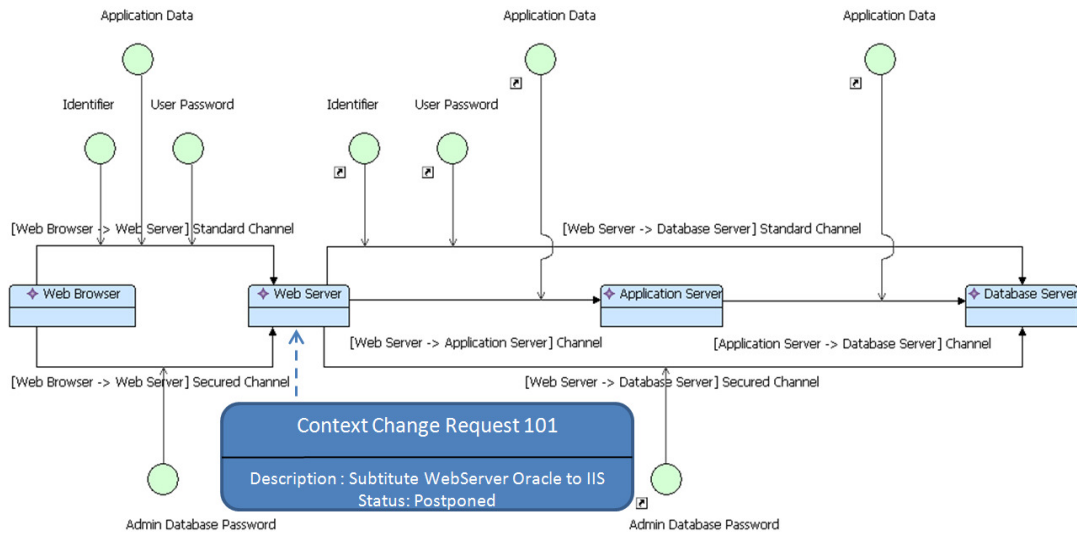 Application Data
Application Data
Application Data
Identifier
User Password
Identifier
User Password
[Web Browser -> Web Server] Standard Channel
[Web Server -> Database Server] Standard Channel
Web Browser
Web Server
Application Server
Database Server
[Web Server -> Application Server] Channel
[Application Server -> Database Server] Channel
[Web Browser -> Web Server] Secured Channel
[Web Server -> Database Server] Secured Channel
Context Change Request 101
Description : Subtitute WebServer Oracle to IIS
Status: Postponed
Admin Database Password
Admin Database Password